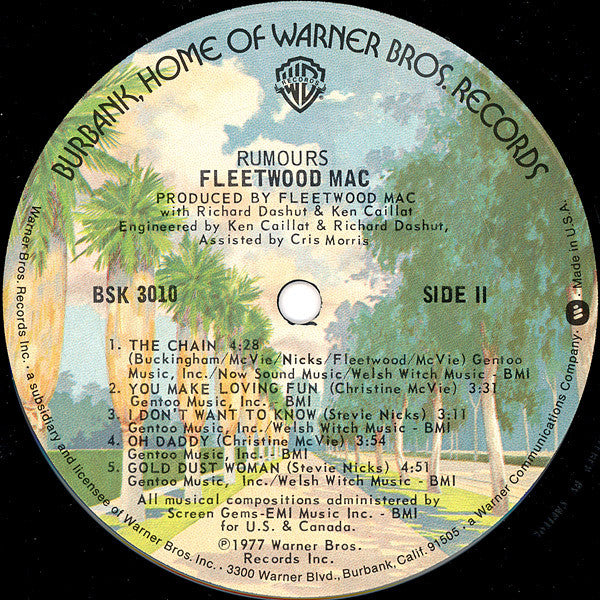 BURBANK, HOME OF WARNER BROS. RECORDS
RECORDS
RUMOURS
FLEETWOOD MAC
PRODUCED BY FLEETWOOD MAC
with Richard Dashut & Ken Caillat
Engineered by Ken Caillat & Richard Dashut,
Assisted by Cris Morris
BSK 3010
SIDE II
1. THE CHAIN 4:28
(Buckingham/McVie/Nicks/Fleetwood/McVie) Gentoo
Music, Inc./Now Sound Music/Welsh Witch Music - BMI
2. YOU MAKE LOVING FUN (Christine McVie) 3:31
Gentoo Music, Inc. - BMI
3. I DON'T WANT TO KNOW (Stevie Nicks) 3:11
Gentoo Music, Inc./Welsh Witch Music - BMI
4. OH DADDY (Christine McVie) 3:54
Gentoo Music, Inc. - BMI
5. GOLD DUST WOMAN (Stevie Nicks) 4:51
Gentoo Music, Inc./Welsh Witch Music - BMI
All musical compositions administered by
Screen Gems-EMI Music Inc. - BMI
for U.S. & Canada.
℗1977 Warner Bros.
Records Inc.
Warner Bros. Records Inc. • a subsidiary and licensee of Warner Bros. Inc. • 3300 Warner Blvd., Burbank, Calif. 91505 • a Warner Communications Company. • Made in U.S.A.